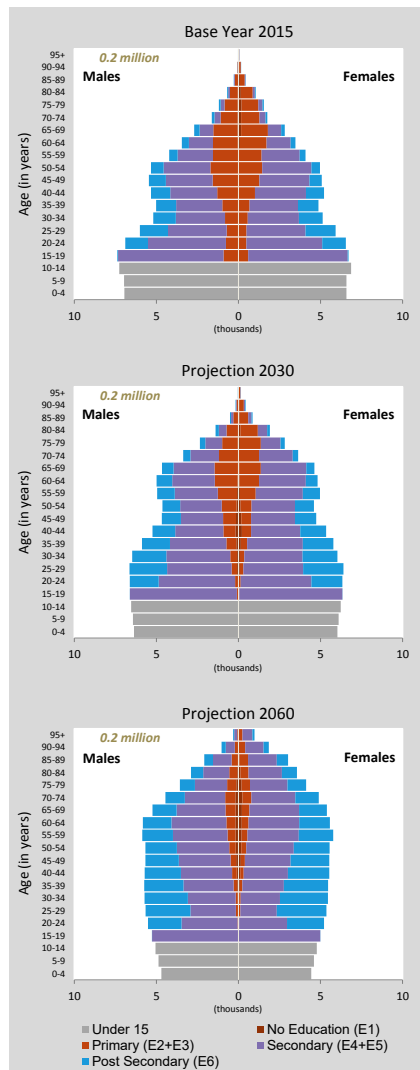 Base Year 2015
0.2 million
Males
Females
Age (in years)
95+
90-94
85-89
80-84
75-79
70-74
65-69
60-64
55-59
50-54
45-49
40-44
35-39
30-34
25-29
20-24
15-19
10-14
5-9
0-4
10 5 0 5 10
(thousands)
Projection 2030
0.2 million
Males
Females
Age (in years)
95+
90-94
85-89
80-84
75-79
70-74
65-69
60-64
55-59
50-54
45-49
40-44
35-39
30-34
25-29
20-24
15-19
10-14
5-9
0-4
10 5 0 5 10
(thousands)
Projection 2060
0.2 million
Males
Females
Age (in years)
95+
90-94
85-89
80-84
75-79
70-74
65-69
60-64
55-59
50-54
45-49
40-44
35-39
30-34
25-29
20-24
15-19
10-14
5-9
0-4
10 5 0 5 10
(thousands)
Under 15 No Education (E1)
Primary (E2+E3) Secondary (E4+E5)
Post Secondary (E6)